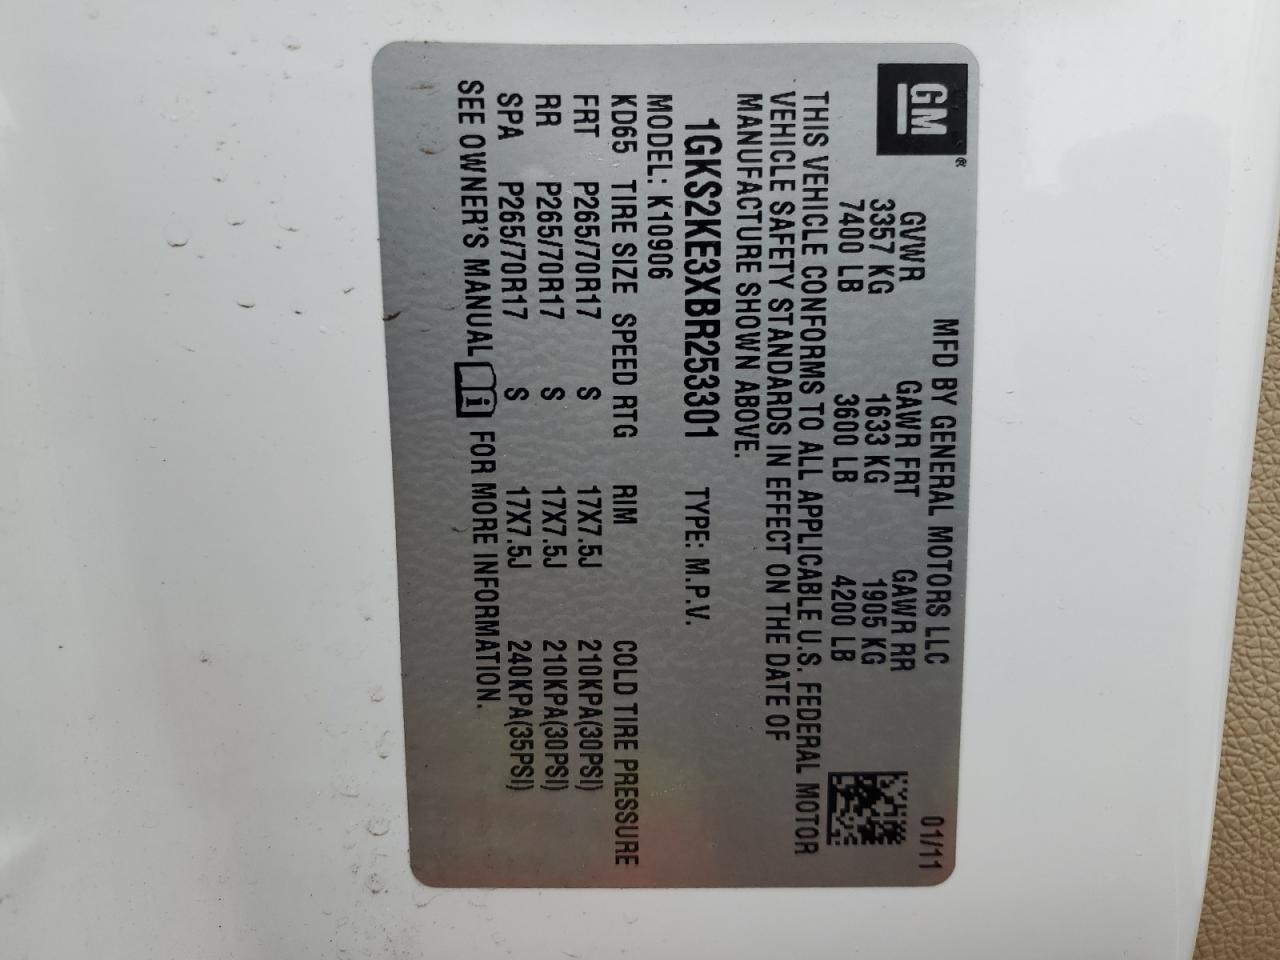 GM®
MFD BY GENERAL MOTORS LLC 01/11
GVWR GAWR FRT GAWR RR
3357 KG 1633 KG 1905 KG
7400 LB 3600 LB 4200 LB
THIS VEHICLE CONFORMS TO ALL APPLICABLE U.S. FEDERAL MOTOR
VEHICLE SAFETY STANDARDS IN EFFECT ON THE DATE OF
MANUFACTURE SHOWN ABOVE.
1GKS2KE3XBR253301 TYPE: M.P.V.
MODEL: K10906
KD65 TIRE SIZE SPEED RTG RIM COLD TIRE PRESSURE
FRT P265/70R17 S 17X7.5J 210KPA(30PSI)
RR P265/70R17 S 17X7.5J 210KPA(30PSI)
SPA P265/70R17 S 17X7.5J 240KPA(35PSI)
SEE OWNER'S MANUAL i FOR MORE INFORMATION.